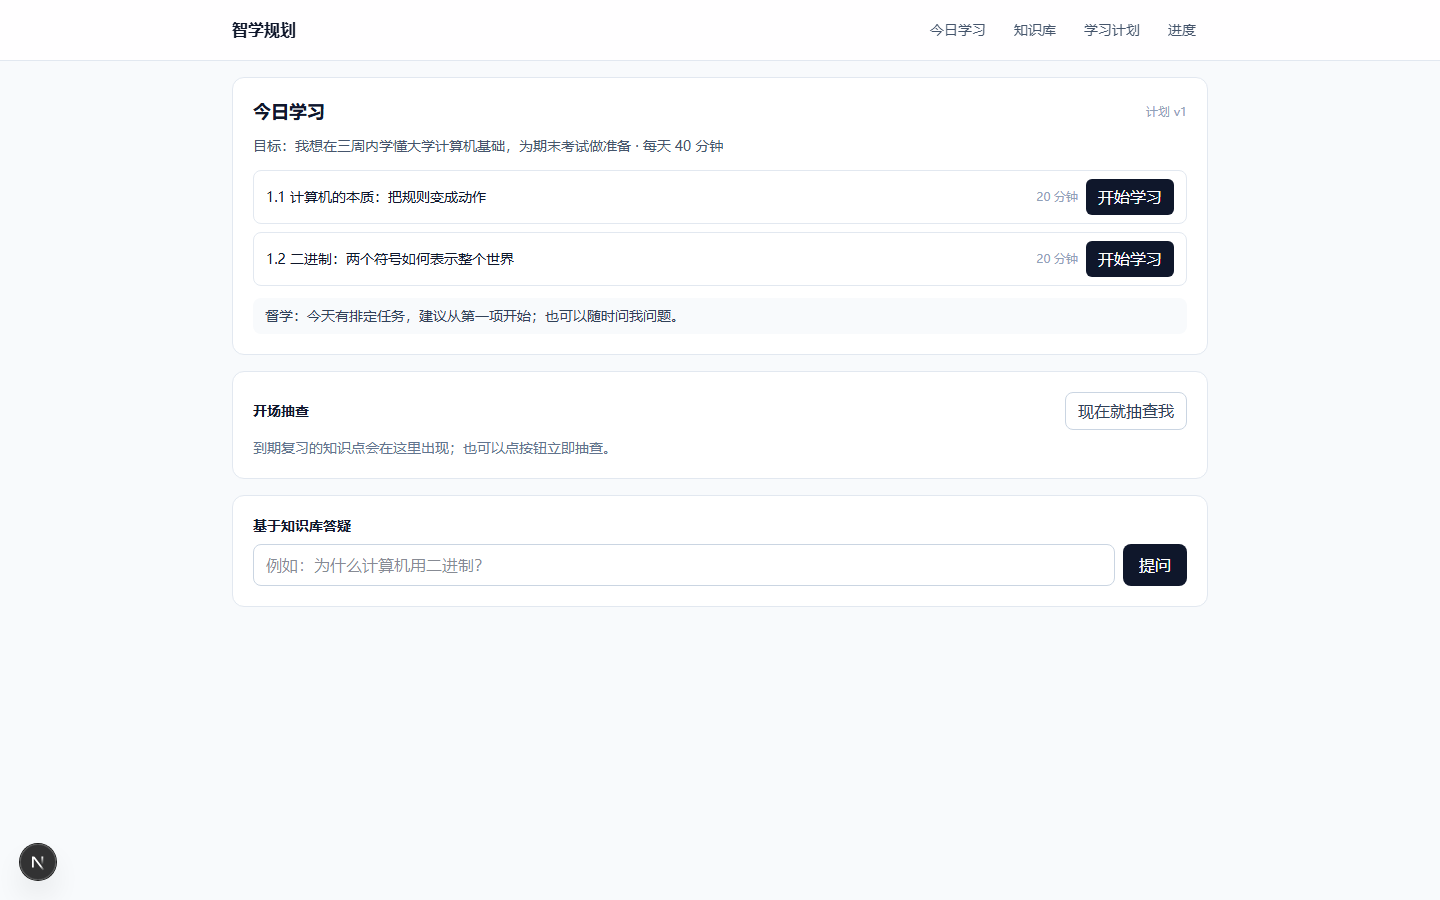 智学规划
今日学习 知识库 学习计划 进度
今日学习
计划 v1
目标：我想在三周内学懂大学计算机基础，为期末考试做准备 · 每天 40 分钟
1.1 计算机的本质：把规则变成动作 20 分钟 开始学习
1.2 二进制：两个符号如何表示整个世界 20 分钟 开始学习
督学：今天有排定任务，建议从第一项开始；也可以随时问我问题。
开场抽查
现在就抽查我
到期复习的知识点会在这里出现；也可以点按钮立即抽查。
基于知识库答疑
例如：为什么计算机用二进制？ 提问
N